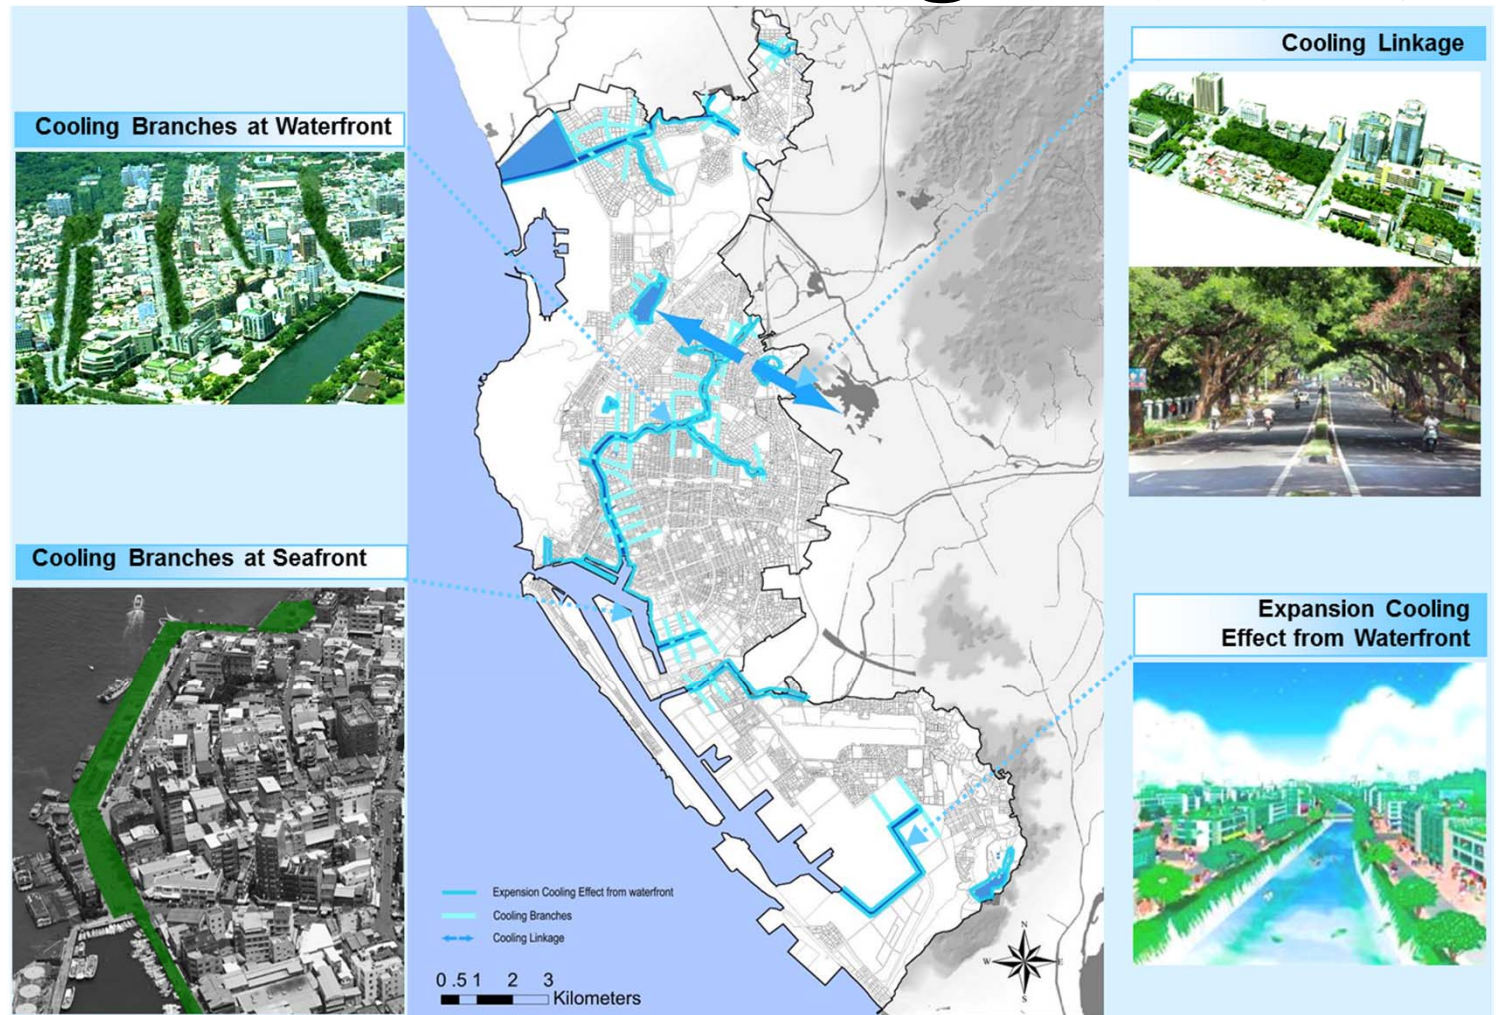 Cooling Linkage
Cooling Branches at Waterfront
Cooling Branches at Seafront
Expansion Cooling
Effect from Waterfront
Expension Cooling Effect from waterfront
Cooling Branches
Cooling Linkage
0 0.5 1 2 3
Kilometers
N
W E
S